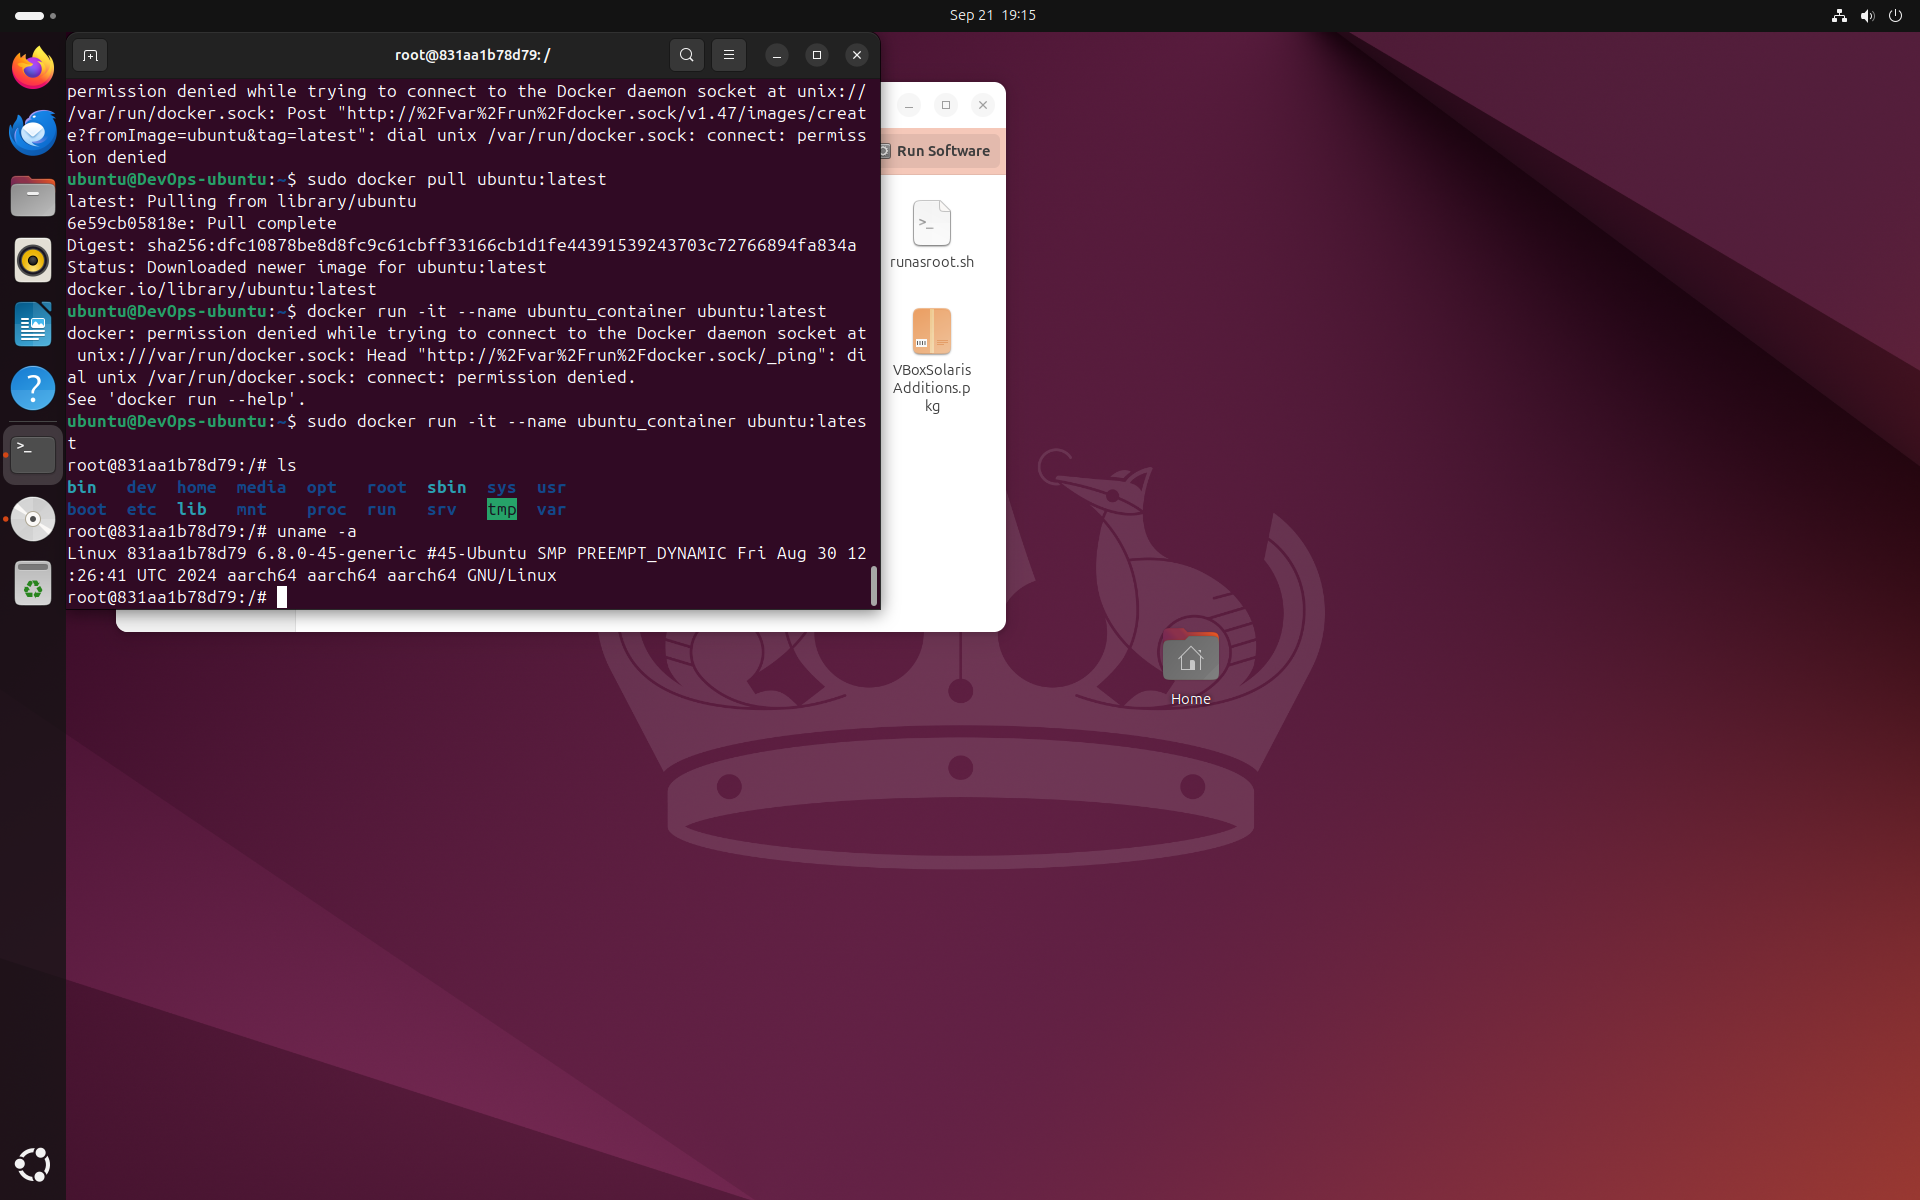 Sep 21 19:15
root@831aa1b78d79: /
permission denied while trying to connect to the Docker daemon socket at unix://
/var/run/docker.sock: Post "http://%2Fvar%2Frun%2Fdocker.sock/v1.47/images/creat
e?fromImage=ubuntu&tag=latest": dial unix /var/run/docker.sock: connect: permiss
ion denied
ubuntu@DevOps-ubuntu:~$ sudo docker pull ubuntu:latest
latest: Pulling from library/ubuntu
6e59cb05818e: Pull complete
Digest: sha256:dfc10878be8d8fc9c61cbff33166cb1d1fe44391539243703c72766894fa834a
Status: Downloaded newer image for ubuntu:latest
docker.io/library/ubuntu:latest
ubuntu@DevOps-ubuntu:~$ docker run -it --name ubuntu_container ubuntu:latest
docker: permission denied while trying to connect to the Docker daemon socket at
 unix:///var/run/docker.sock: Head "http://%2Fvar%2Frun%2Fdocker.sock/_ping": di
al unix /var/run/docker.sock: connect: permission denied.
See 'docker run --help'.
ubuntu@DevOps-ubuntu:~$ sudo docker run -it --name ubuntu_container ubuntu:lates
t
root@831aa1b78d79:/# ls
bin dev home media opt root sbin sys usr
boot etc lib mnt proc run srv tmp var
root@831aa1b78d79:/# uname -a
Linux 831aa1b78d79 6.8.0-45-generic #45-Ubuntu SMP PREEMPT_DYNAMIC Fri Aug 30 12
:26:41 UTC 2024 aarch64 aarch64 aarch64 GNU/Linux
root@831aa1b78d79:/#
Run Software
runasroot.sh
VBoxSolaris
Additions.p
kg
Home